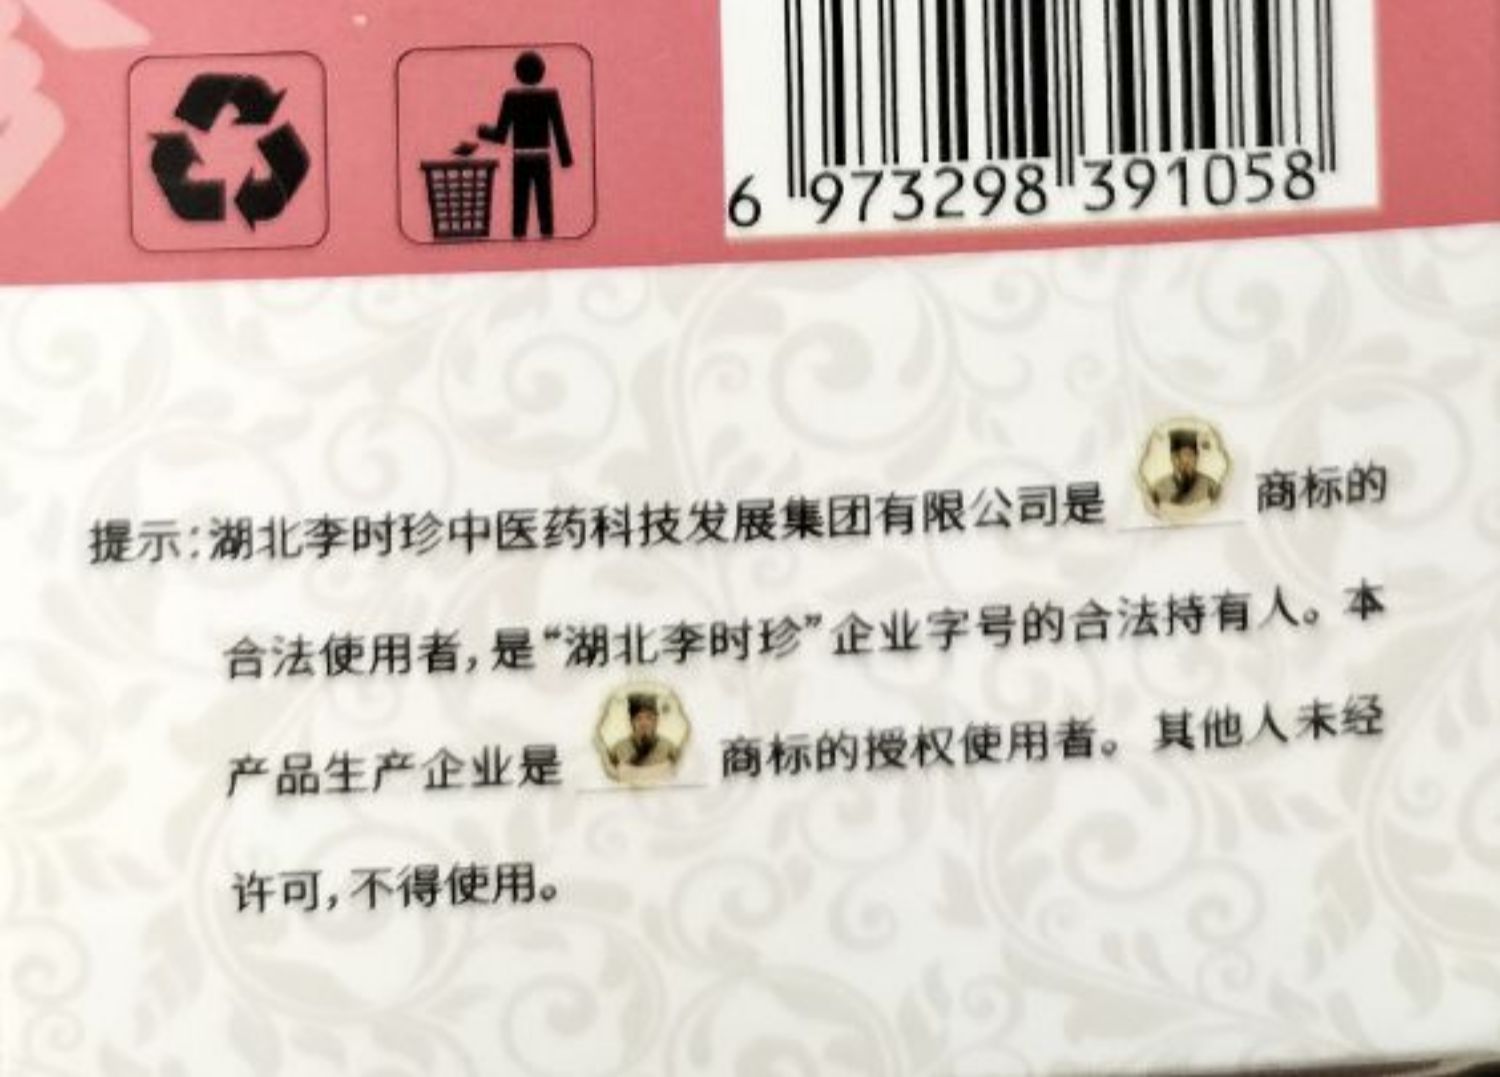 6 973298 391058
提示:湖北李时珍中医药科技发展集团有限公司是 商标的
合法使用者,是“湖北李时珍”企业字号的合法持有人。本
产品生产企业是 商标的授权使用者。其他人未经
许可,不得使用。